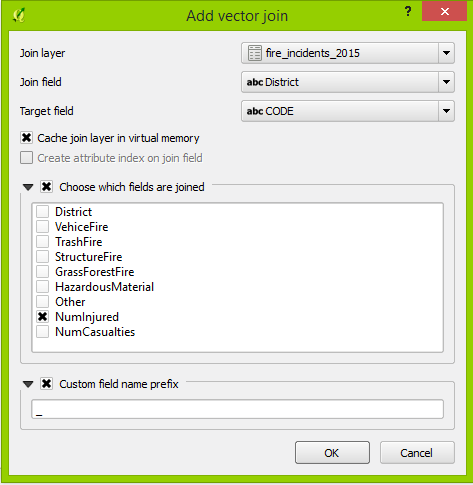 Add vector join
?
Join layer fire_incidents_2015
Join field abc District
Target field abc CODE
Cache join layer in virtual memory
Create attribute index on join field
Choose which fields are joined
District
VehiceFire
TrashFire
StructureFire
GrassForestFire
HazardousMaterial
Other
NumInjured
NumCasualties
Custom field name prefix
_
OK Cancel